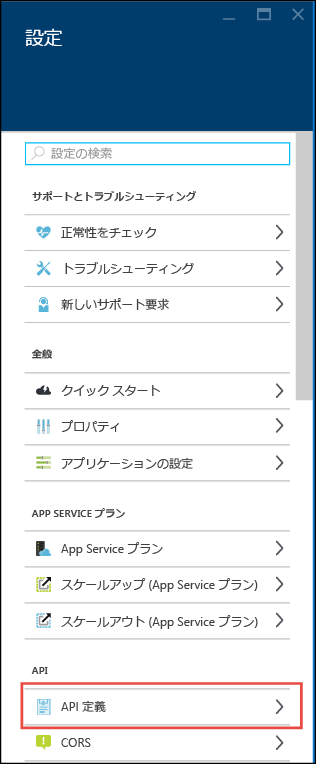 設定
設定の検索
サポートとトラブルシューティング
正常性をチェック
トラブルシューティング
新しいサポート要求
全般
クイック スタート
プロパティ
アプリケーションの設定
APP SERVICE プラン
App Service プラン
スケールアップ (App Service プラン)
スケールアウト (App Service プラン)
API
API 定義
CORS